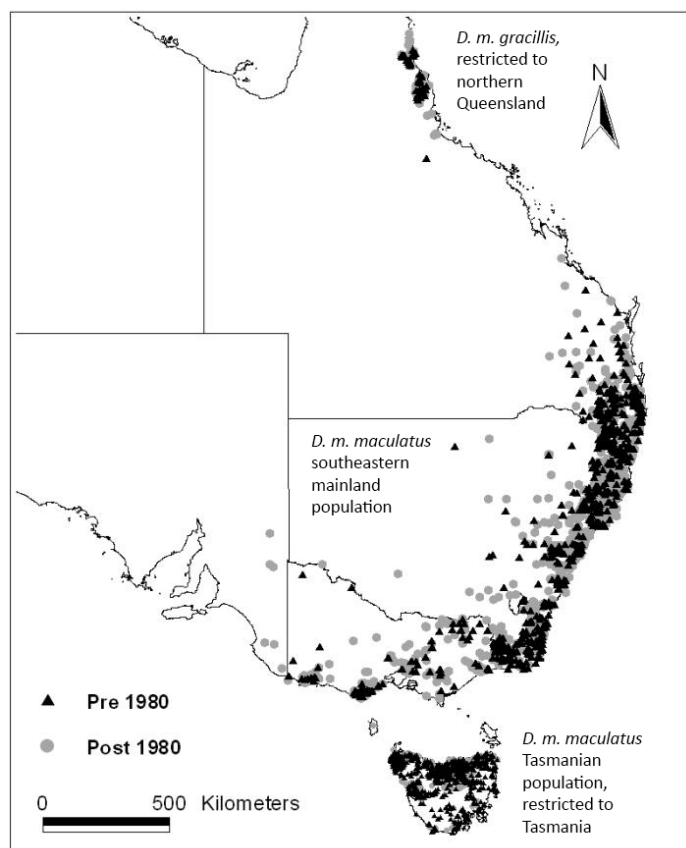 D. m. gracillis,
restricted to
northern
Queensland
N
D. m. maculatus
southeastern
mainland
population
Pre 1980
Post 1980
0 500 Kilometers
D. m. maculatus
Tasmanian
population,
restricted to
Tasmania